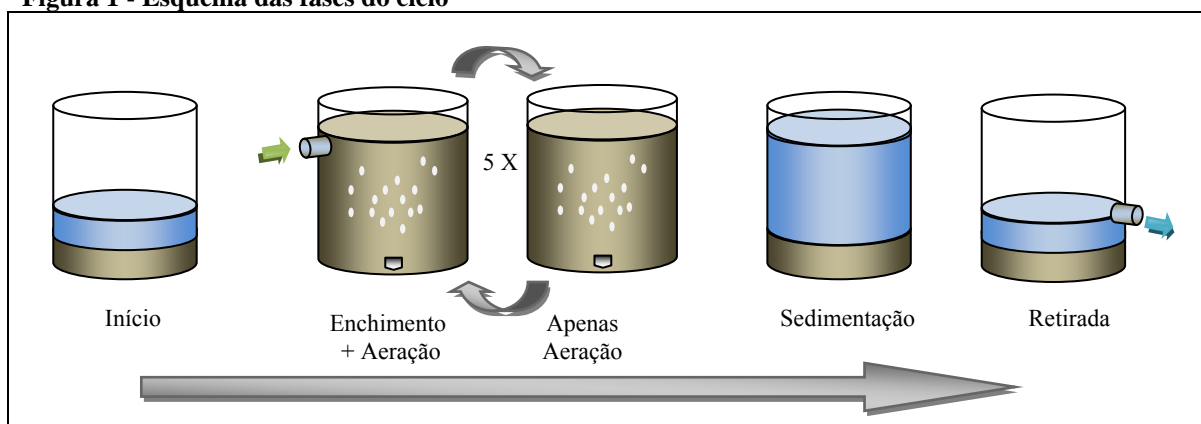 Figura 1 - Esquema das fases do ciclo
5 X
Início
Enchimento
+ Aeração
Apenas
Aeração
Sedimentação
Retirada